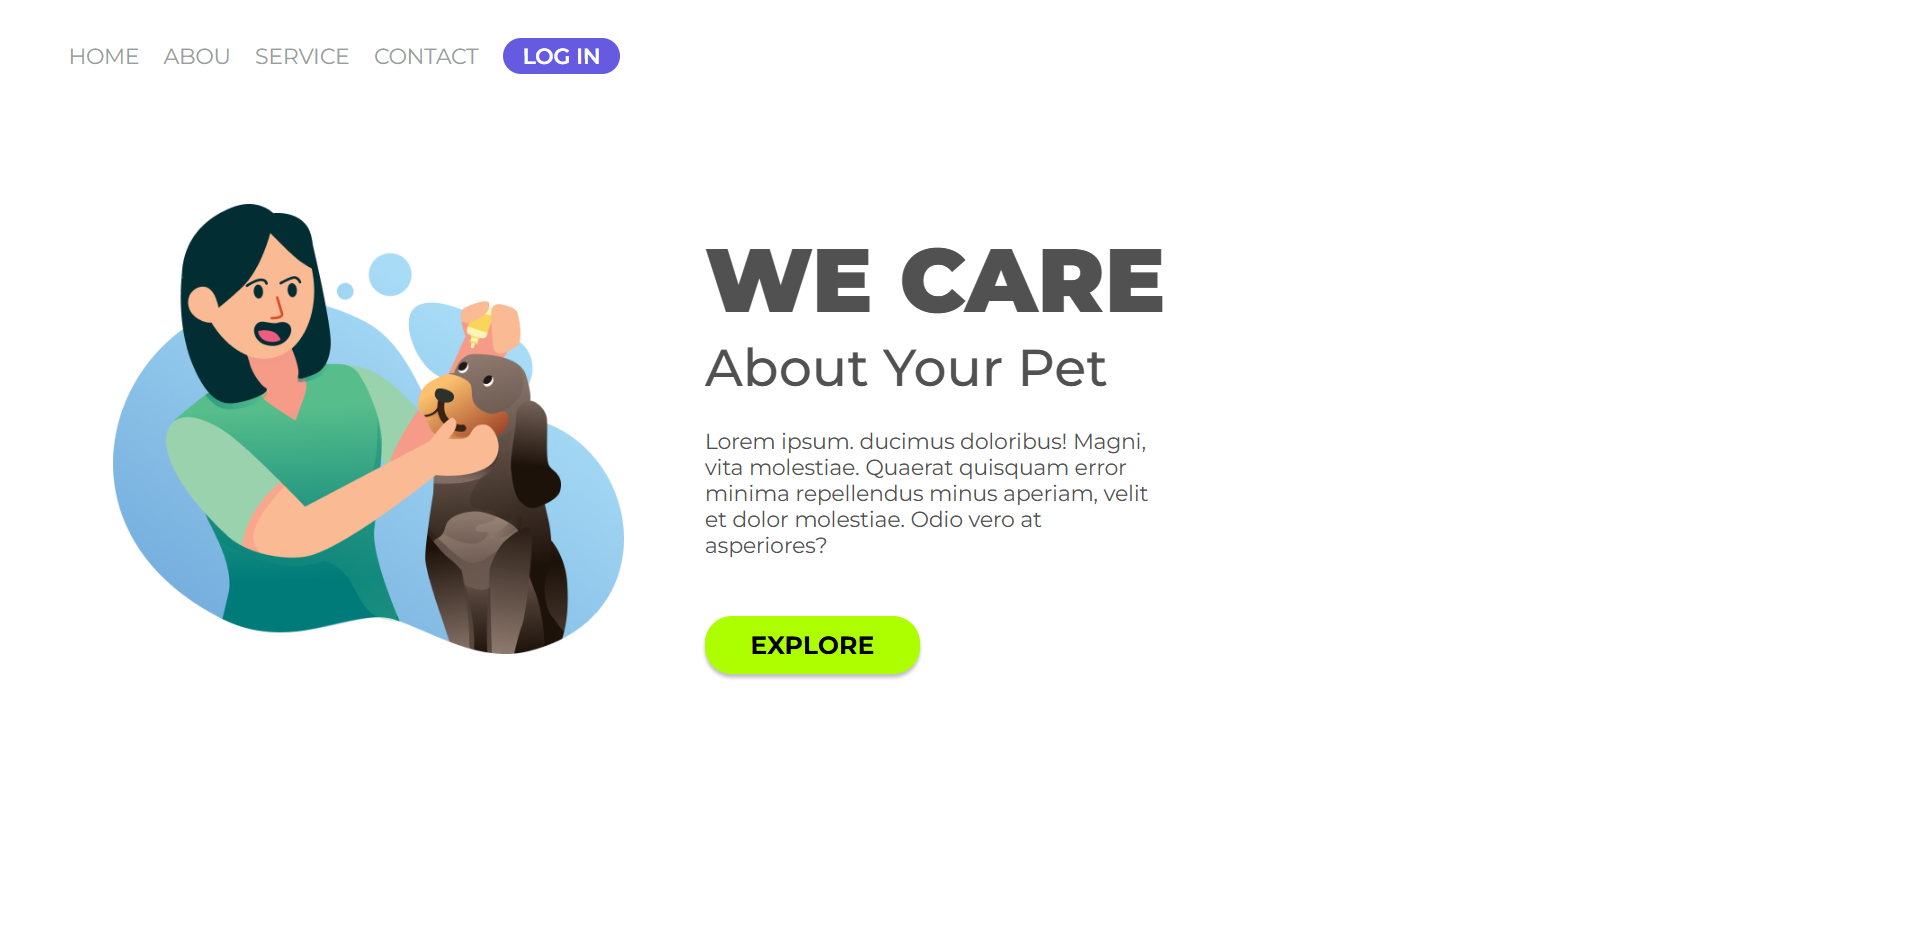 HOME ABOU SERVICE CONTACT LOG IN
WE CARE
About Your Pet
Lorem ipsum. ducimus doloribus! Magni,
vita molestiae. Quaerat quisquam error
minima repellendus minus aperiam, velit
et dolor molestiae. Odio vero at
asperiores?
EXPLORE